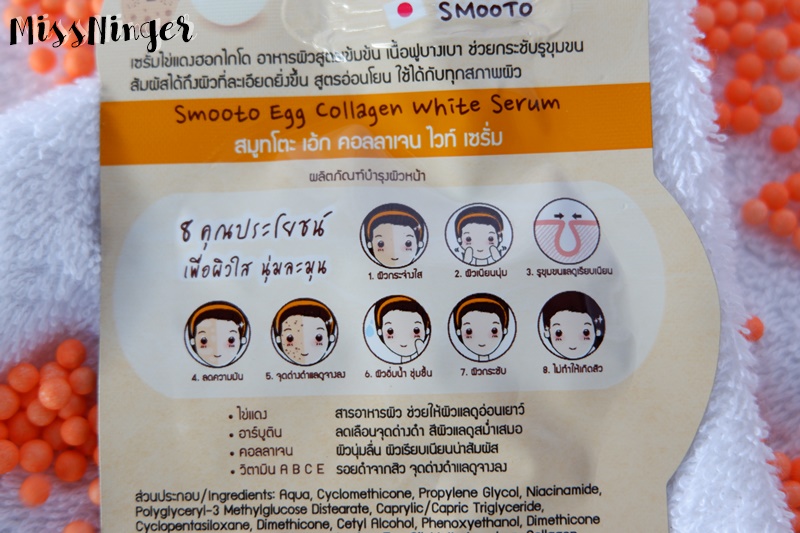 MissNinger
SMOOTO
เซรั่มไข่แดงฮอกไกโด อาหารผิวสูตรเข้มข้น เนื้อฟูบางเบา ช่วยกระชับรูขุมขน
สัมผัสได้ถึงผิวที่ละเอียดยิ่งขึ้น สูตรอ่อนโยน ใช้ได้กับทุกสภาพผิว
Smooto Egg Collagen White Serum
สมูทโตะ เอ้ก คอลลาเจน ไวท์ เซรั่ม
ผลิตภัณฑ์บำรุงผิวหน้า
8 คุณประโยชน์
เพื่อผิวใส นุ่มละมุน
1. ผิวกระจ่างใส
2. ผิวเนียนนุ่ม
3. รูขุมขนแลดูเรียบเนียน
4. ลดความมัน
5. จุดด่างดำแลดูจางลง
6. ผิวอิ่มน้ำ ชุ่มชื้น
7. ผิวกระชับ
8. ไม่ทำให้เกิดสิว
• ไข่แดง สารอาหารผิว ช่วยให้ผิวแลดูอ่อนเยาว์
• อาร์บูติน ลดเลือนจุดด่างดำ สีผิวแลดูสม่ำเสมอ
• คอลลาเจน ผิวนุ่มลื่น ผิวเรียบเนียนน่าสัมผัส
• วิตามิน A B C E รอยดำจากสิว จุดด่างดำแลดูจางลง
ส่วนประกอบ/Ingredients: Aqua, Cyclomethicone, Propylene Glycol, Niacinamide,
Polyglyceryl-3 Methylglucose Distearate, Caprylic/Capric Triglyceride,
Cyclopentasiloxane, Dimethicone, Cetyl Alcohol, Phenoxyethanol, Dimethicone